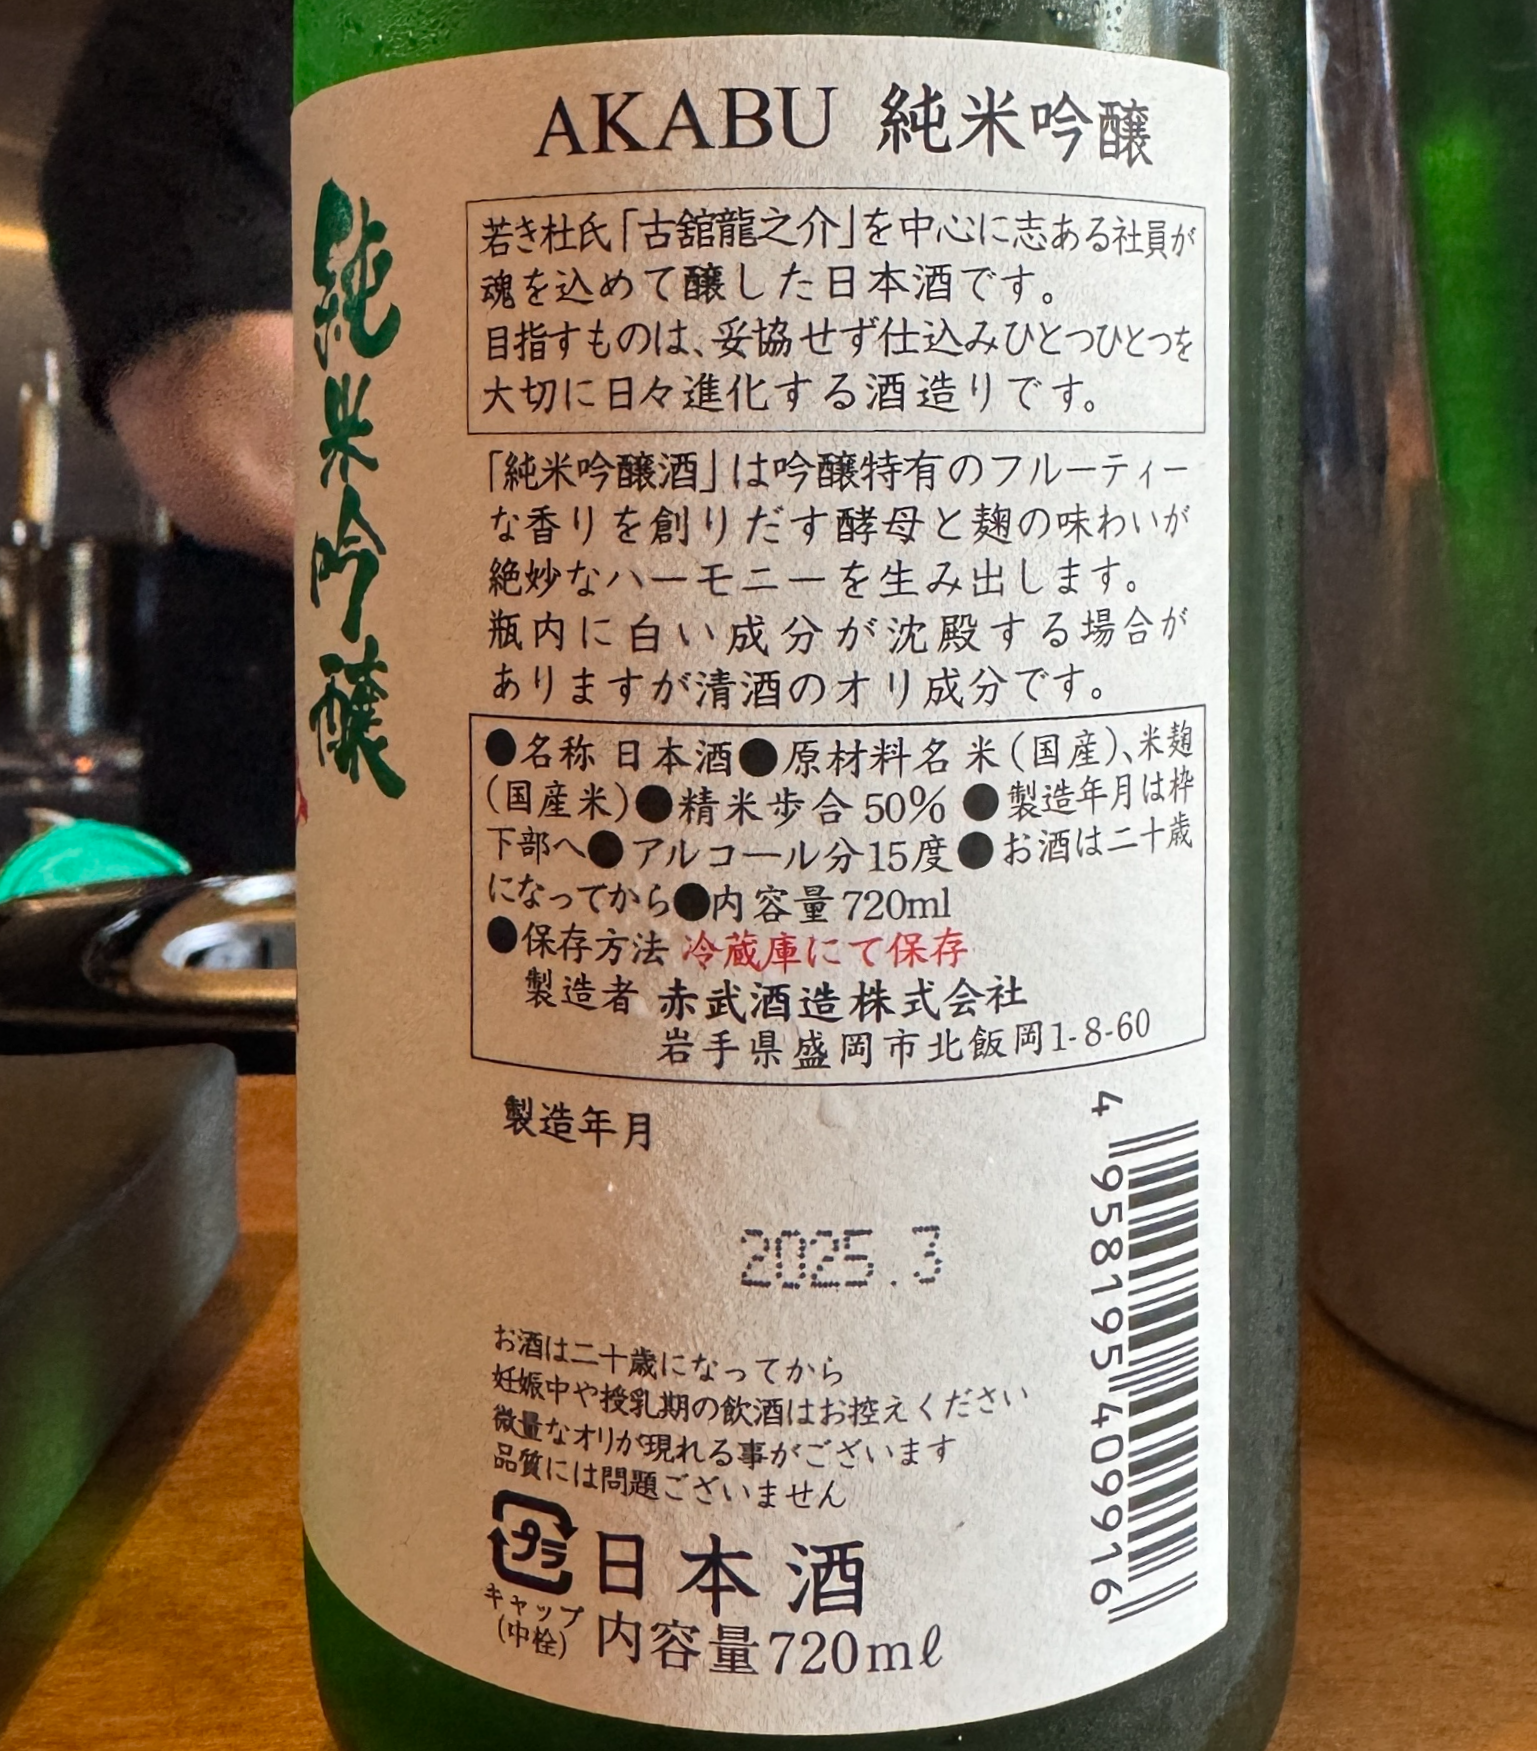 AKABU 純米吟醸
純米吟醸
若き杜氏「古舘龍之介」を中心に志ある社員が
魂を込めて醸した日本酒です。
目指すものは、妥協せず仕込みひとつひとつを
大切に日々進化する酒造りです。
「純米吟醸酒」は吟醸特有のフルーティー
な香りを創りだす酵母と麹の味わいが
絶妙なハーモニーを生み出します。
瓶内に白い成分が沈殿する場合が
ありますが清酒のオリ成分です。
●名称 日本酒●原材料名 米(国産)、米麹
(国産米)●精米歩合 50% ●製造年月は枠
下部へ●アルコール分15度●お酒は二十歳
になってから●内容量720ml
●保存方法 冷蔵庫にて保存
製造者 赤武酒造株式会社
岩手県盛岡市北飯岡1-8-60
製造年月
2025.3
4 958195 409916
お酒は二十歳になってから
妊娠中や授乳期の飲酒はお控えください
微量なオリが現れる事がございます
品質には問題ございません
プラ
キャップ
(中栓)
日本酒
内容量720mℓ